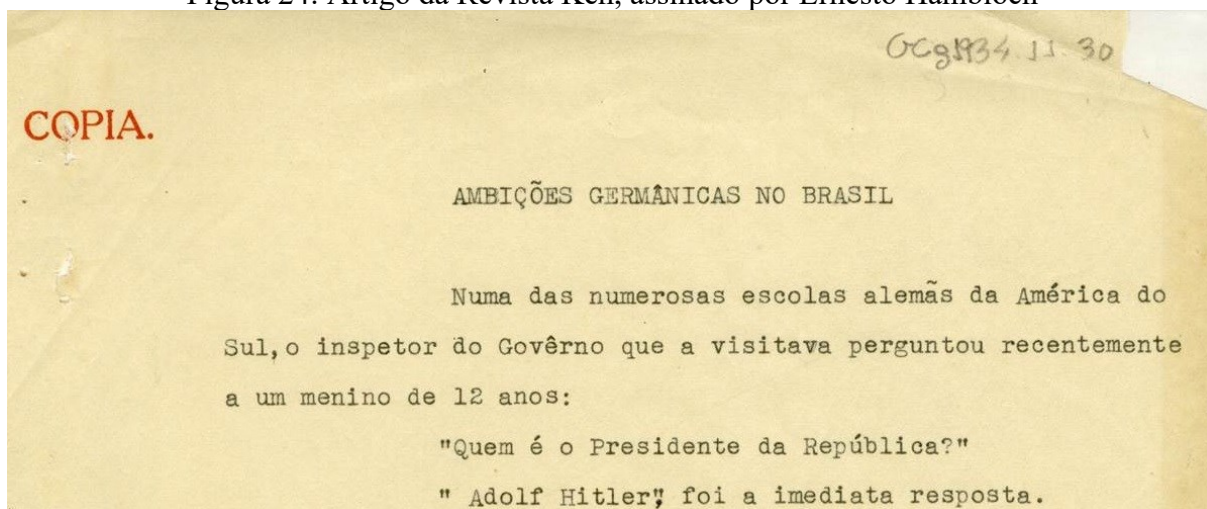 Figura 24: Artigo da Revista Ken, assinado por Ernesto Hambloch
GCg1934.11.30
COPIA.
AMBIÇÕES GERMÂNICAS NO BRASIL
Numa das numerosas escolas alemãs da América do
Sul, o inspetor do Govêrno que a visitava perguntou recentemente
a um menino de 12 anos:
"Quem é o Presidente da República?"
" Adolf Hitler", foi a imediata resposta.